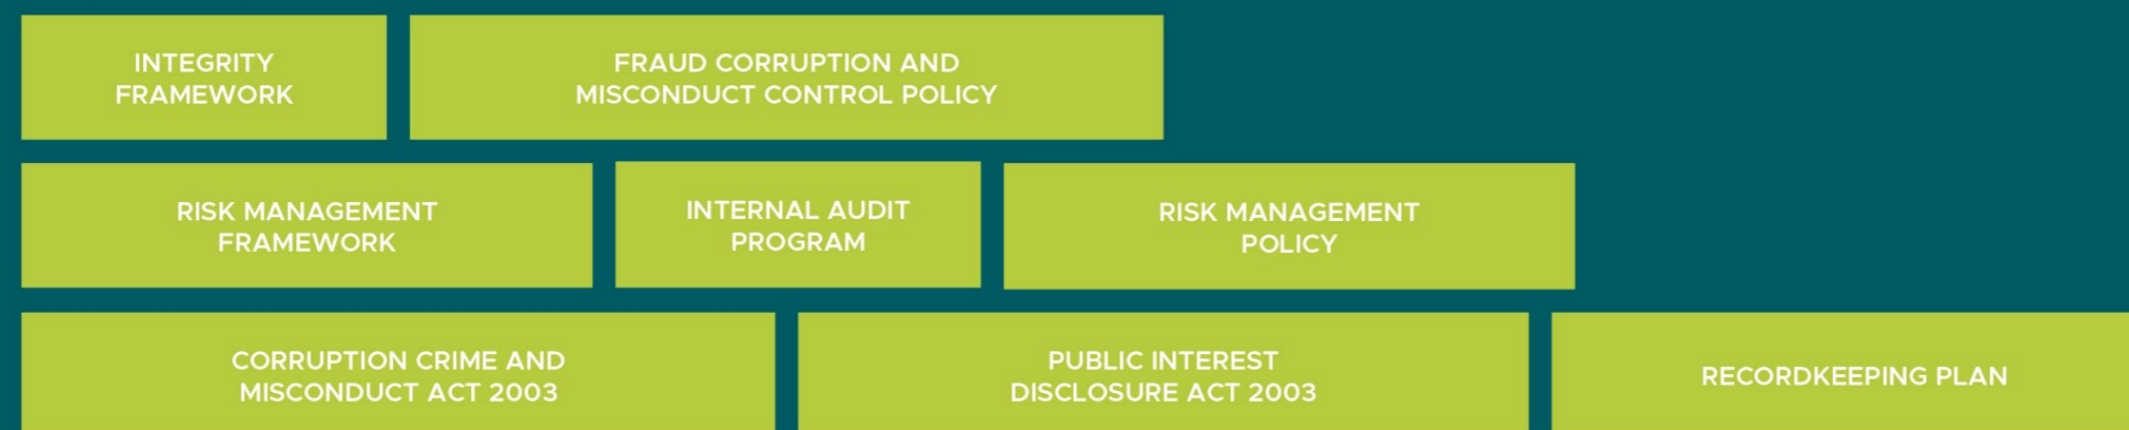 INTEGRITY
FRAMEWORK
FRAUD CORRUPTION AND
MISCONDUCT CONTROL POLICY
RISK MANAGEMENT
FRAMEWORK
INTERNAL AUDIT
PROGRAM
RISK MANAGEMENT
POLICY
CORRUPTION CRIME AND
MISCONDUCT ACT 2003
PUBLIC INTEREST
DISCLOSURE ACT 2003
RECORDKEEPING PLAN